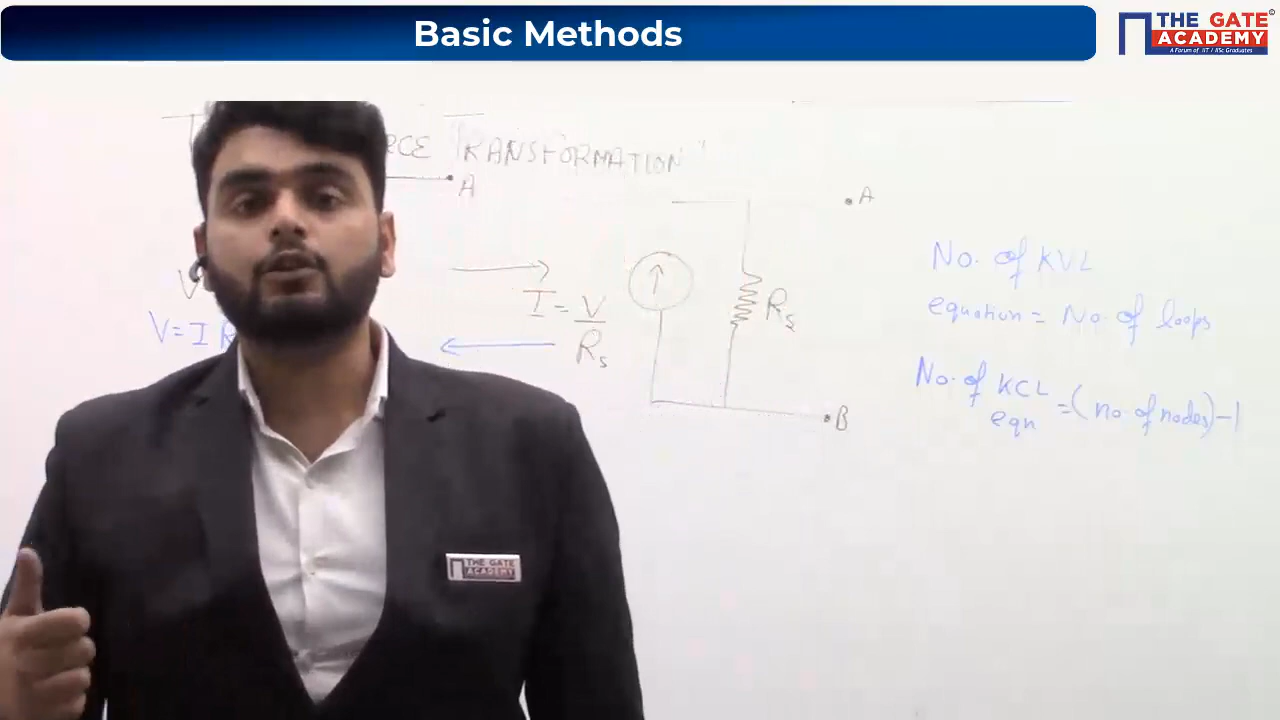 Basic Methods
THE GATE
ACADEMY
A Forum of IIT / IISc Graduates
TRANSFORMATION"
A
A
No. of KVL
equation = No. of loops
V
I = V
Rs
Rs
V = I R
No. of KCL
eqn = (no. of nodes) - 1
B
THE GATE
ACADEMY